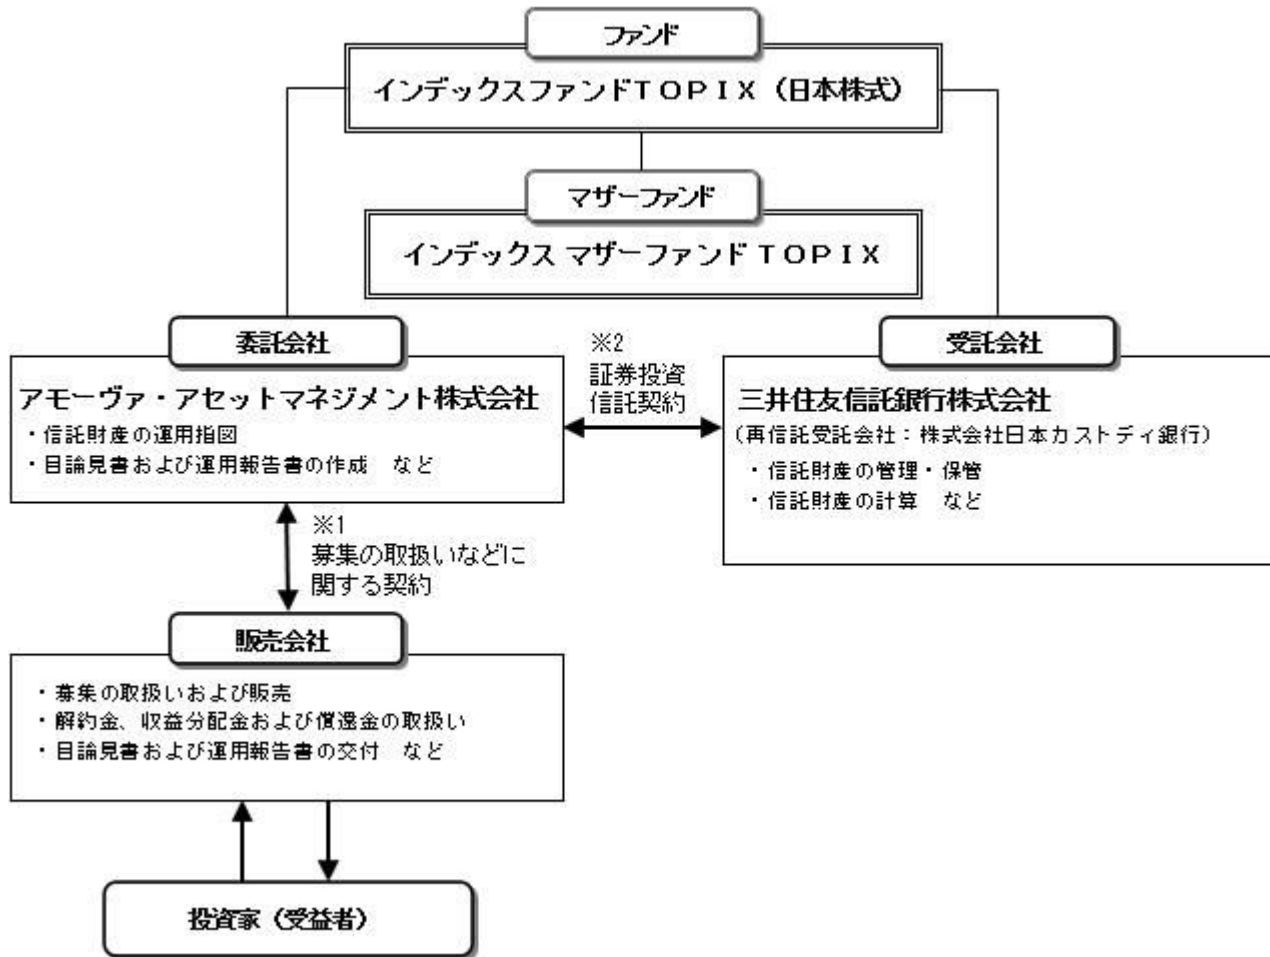 ファンド
インデックスファンドTOPIX（日本株式）
マザーファンド
インデックス マザーファンド TOPIX
委託会社
アモーヴァ・アセットマネジメント株式会社
・信託財産の運用指図
・目論見書および運用報告書の作成　など
※2
証券投資
信託契約
受託会社
三井住友信託銀行株式会社
（再信託受託会社：株式会社日本カストディ銀行）
・信託財産の管理・保管
・信託財産の計算　など
※1
募集の取扱いなどに
関する契約
販売会社
・募集の取扱いおよび販売
・解約金、収益分配金および償還金の取扱い
・目論見書および運用報告書の交付　など
投資家（受益者）